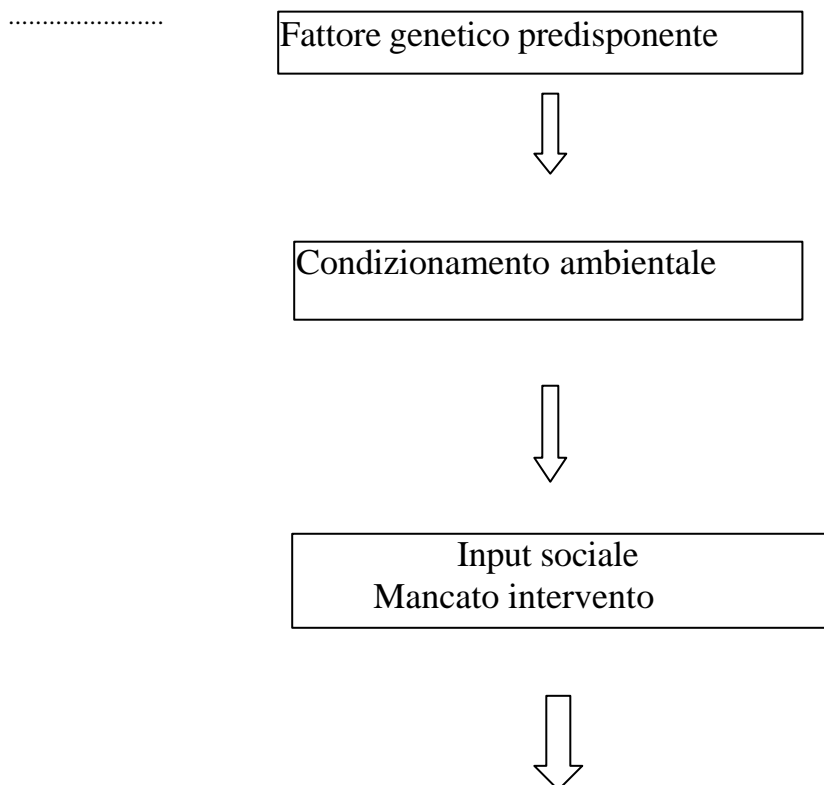 .......................
Fattore genetico predisponente
Condizionamento ambientale
Input sociale
Mancato intervento